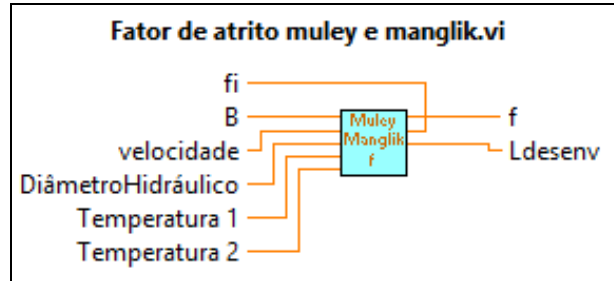 Fator de atrito muley e manglik.vi
fi
B
velocidade
DiâmetroHidráulico
Temperatura 1
Temperatura 2
Muley
Manglik
f
f
Ldesenv